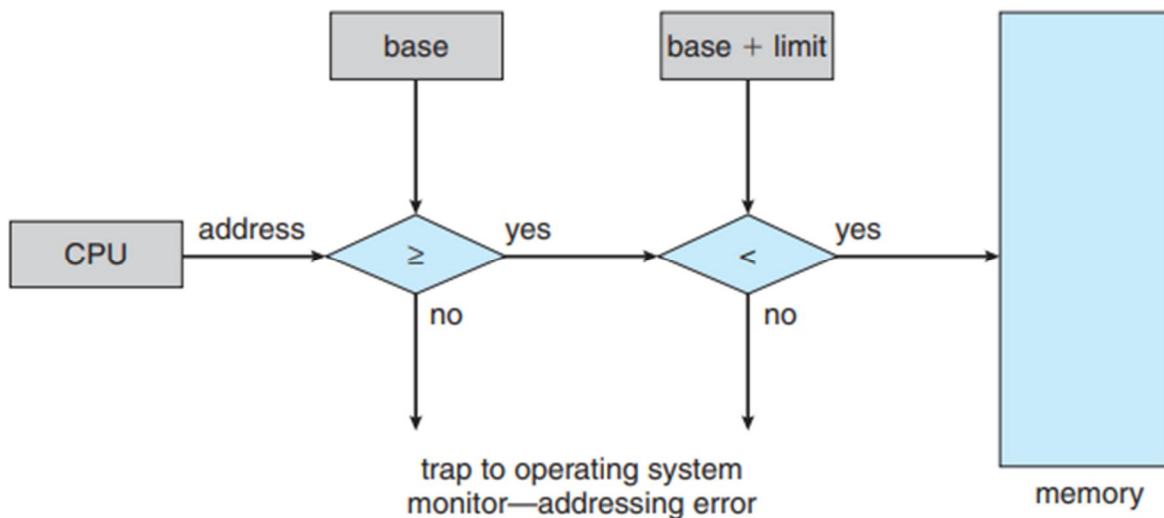 base
base + limit
CPU
address
≥
yes
<
yes
no
no
trap to operating system
monitor—addressing error
memory